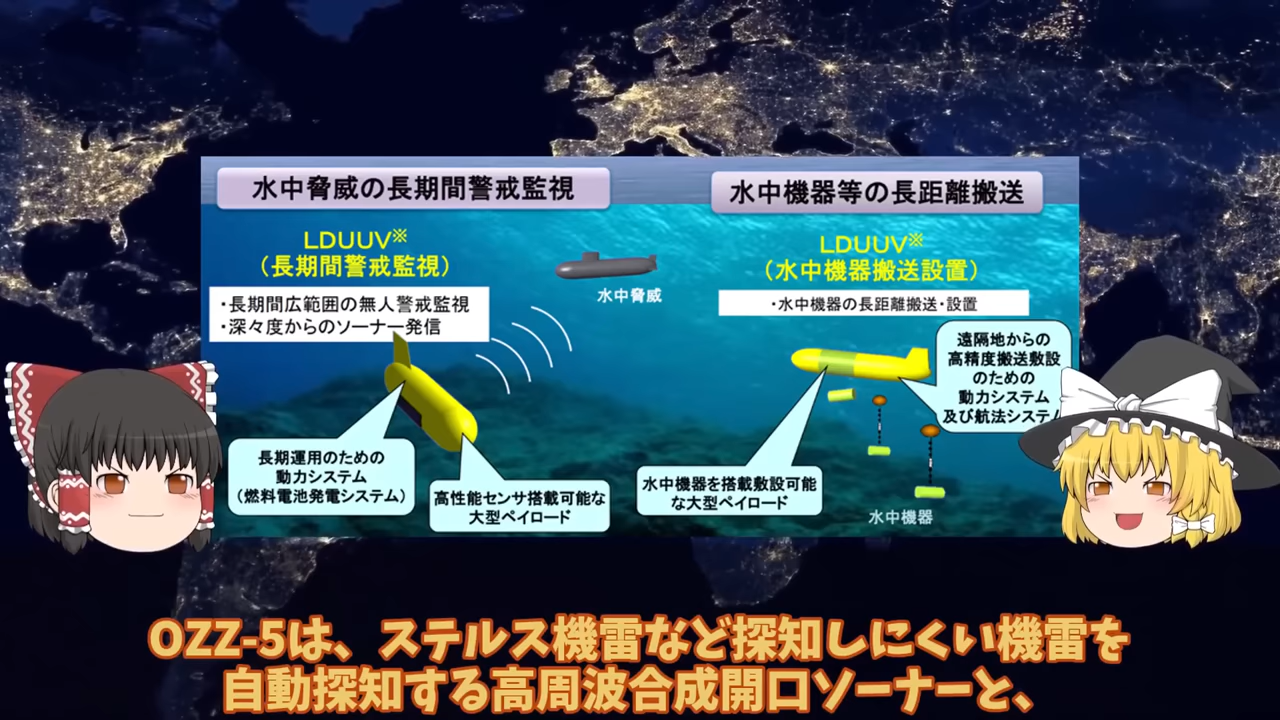 水中脅威の長期間警戒監視
LDUUV※
（長期間警戒監視）
・長期間広範囲の無人警戒監視
・深々度からのソーナー発信
水中脅威
長期運用のための
動力システム
（燃料電池発電システム）
高性能センサ搭載可能な
大型ペイロード
水中機器等の長距離搬送
LDUUV※
（水中機器搬送設置）
・水中機器の長距離搬送・設置
遠隔地からの
高精度搬送敷設
のための
動力システム
及び航法システム
水中機器を搭載敷設可能
な大型ペイロード
水中機器
OZZ-5は、ステルス機雷など探知しにくい機雷を
自動探知する高周波合成開口ソーナーと、